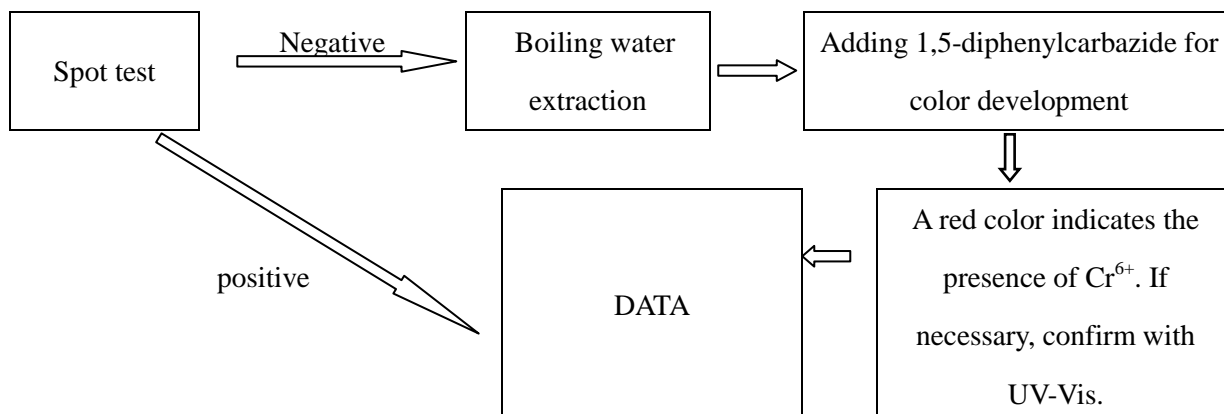 Spot test
Negative
Boiling water
extraction
Adding 1,5-diphenylcarbazide for
color development
A red color indicates the
presence of Cr⁶⁺. If
necessary, confirm with
UV-Vis.
DATA
positive